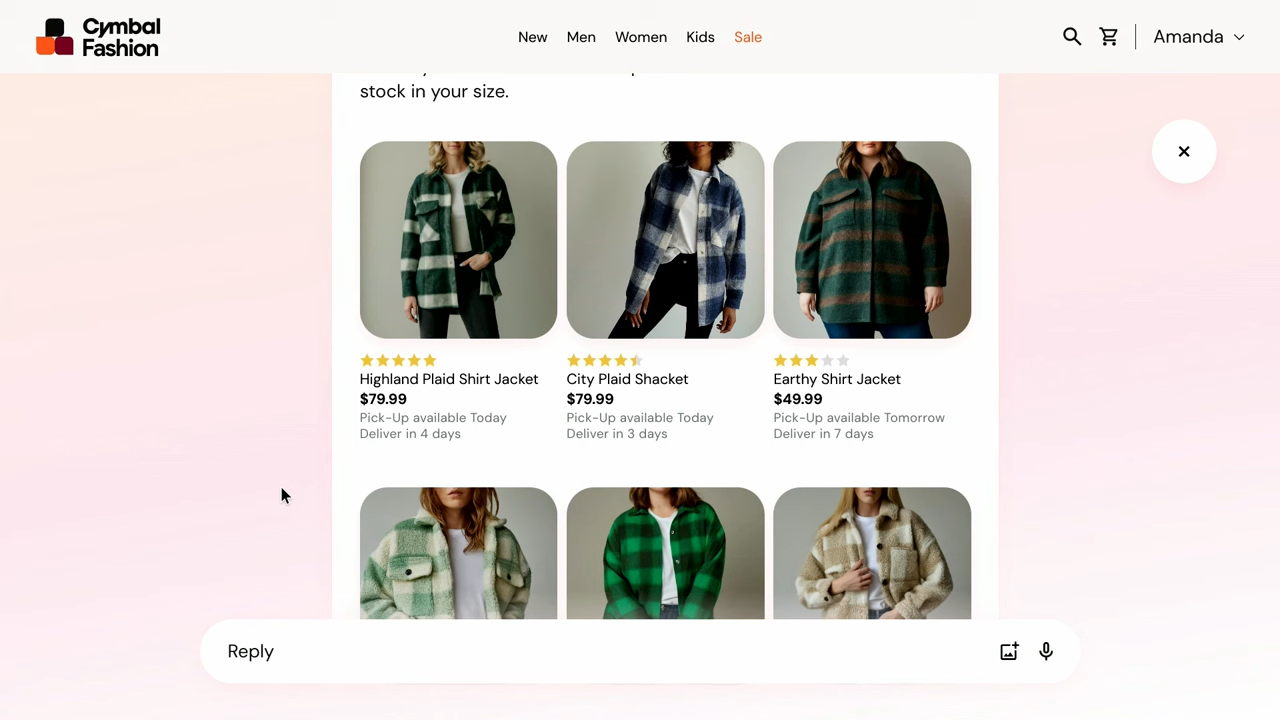 Cymbal
Fashion
New Men Women Kids Sale
Amanda
stock in your size.
Highland Plaid Shirt Jacket
$79.99
Pick-Up available Today
Deliver in 4 days
City Plaid Shacket
$79.99
Pick-Up available Today
Deliver in 3 days
Earthy Shirt Jacket
$49.99
Pick-Up available Tomorrow
Deliver in 7 days
Reply